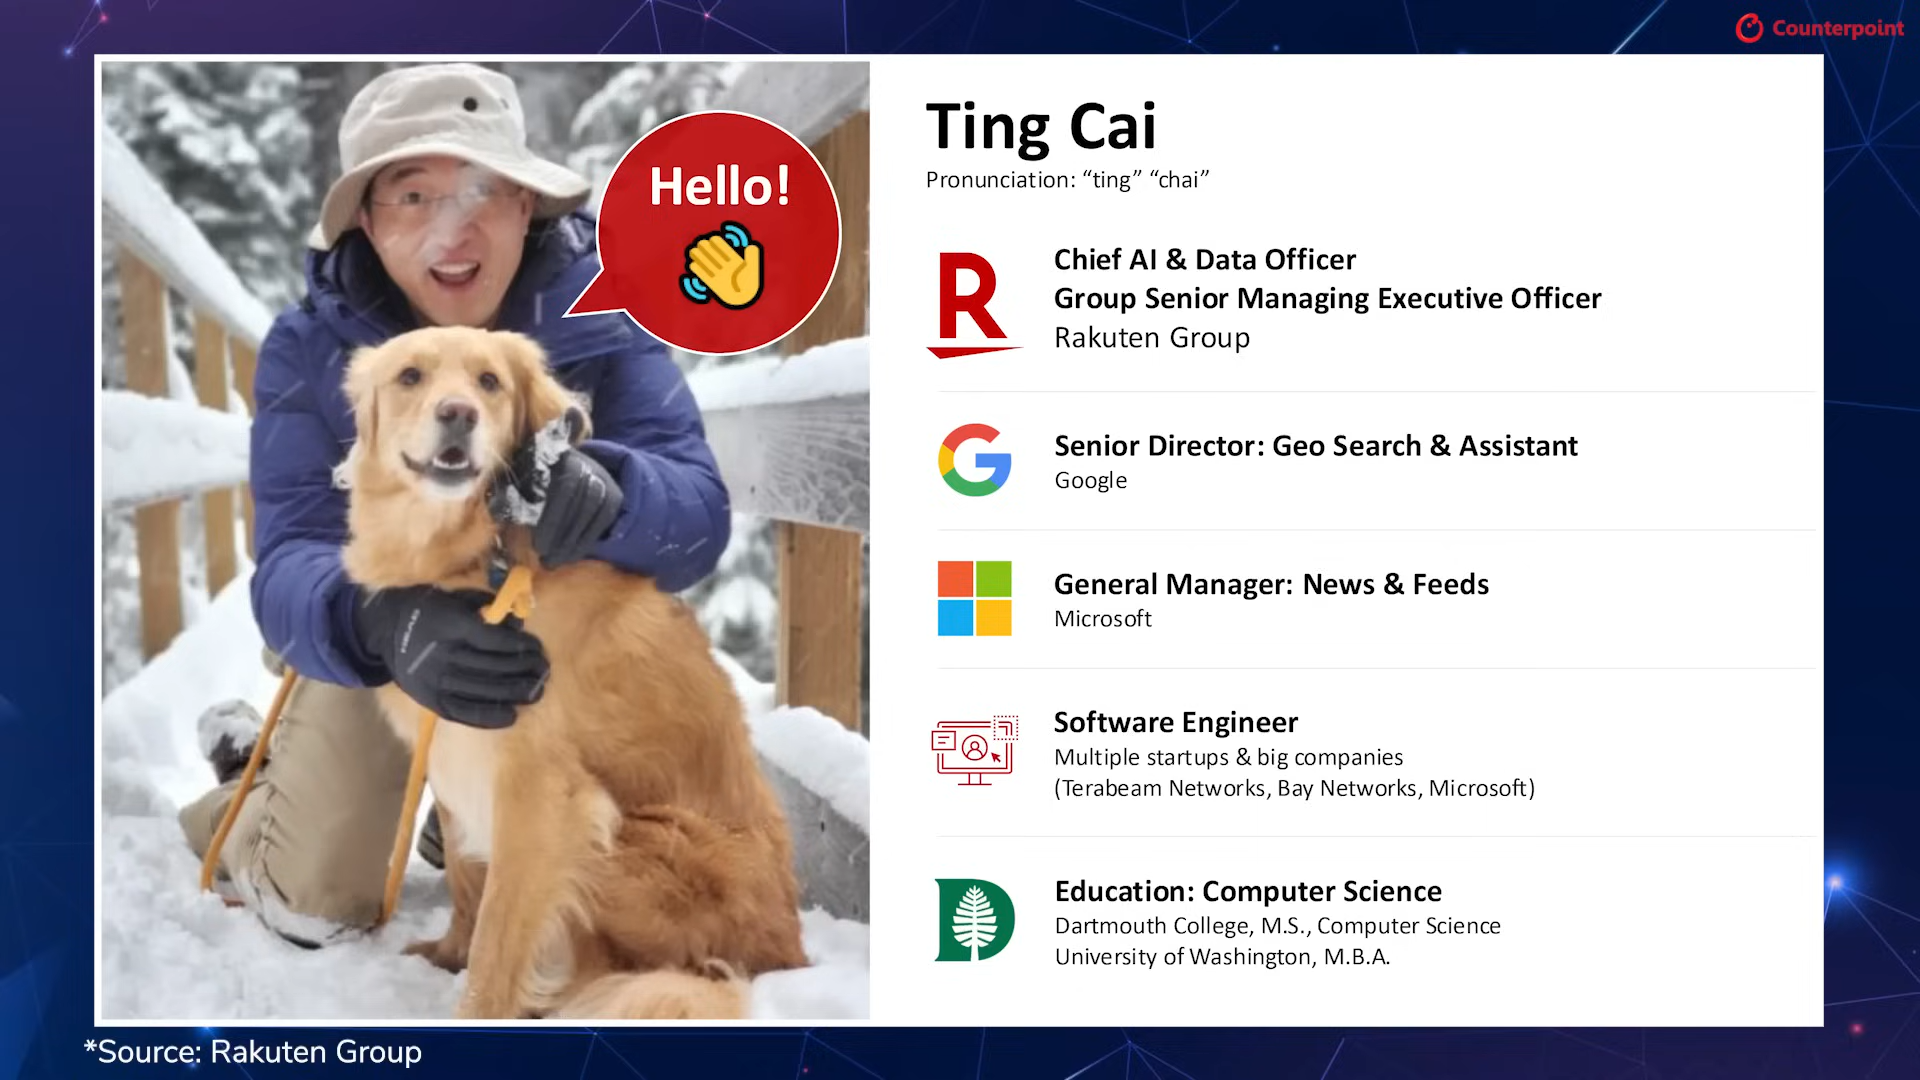 Counterpoint
Hello!
Ting Cai
Pronunciation: “ting” “chai”
R
Chief AI & Data Officer
Group Senior Managing Executive Officer
Rakuten Group
G
Senior Director: Geo Search & Assistant
Google
General Manager: News & Feeds
Microsoft
Software Engineer
Multiple startups & big companies
(Terabeam Networks, Bay Networks, Microsoft)
D
Education: Computer Science
Dartmouth College, M.S., Computer Science
University of Washington, M.B.A.
HEAD
*Source: Rakuten Group